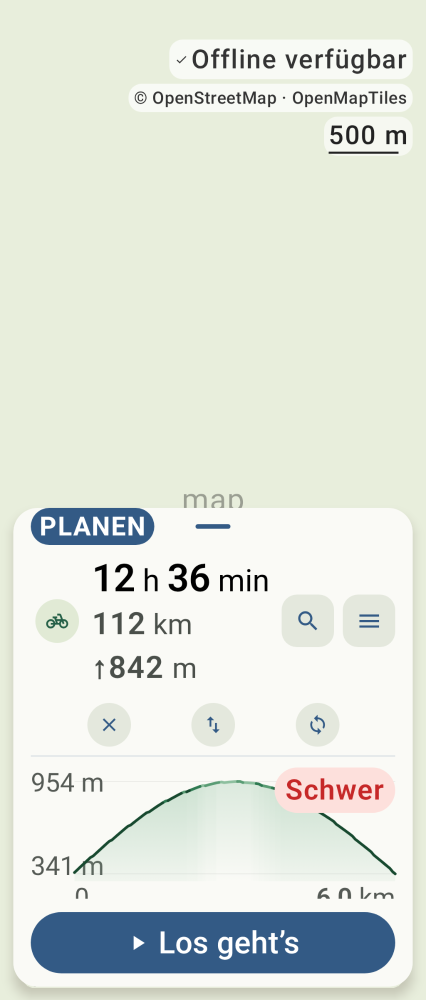 ✓ Offline verfügbar
© OpenStreetMap · OpenMapTiles
500 m
map
PLANEN
12 h 36 min
112 km
↑842 m
954 m
Schwer
341 m
0 6,0 km
Los geht's